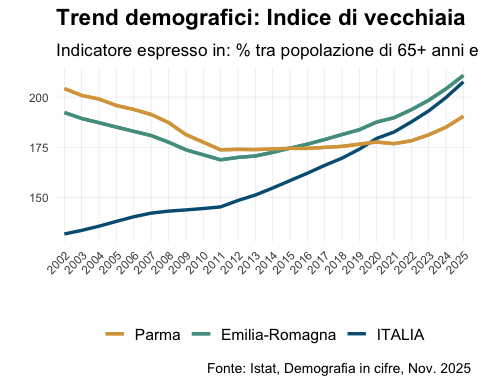 Trend demografici: Indice di vecchiaia
Indicatore espresso in: % tra popolazione di 65+ anni e
200
175
150
2002 2003 2004 2005 2006 2007 2008 2009 2010 2011 2012 2013 2014 2015 2016 2017 2018 2019 2020 2021 2022 2023 2024 2025
Parma Emilia-Romagna ITALIA
Fonte: Istat, Demografia in cifre, Nov. 2025